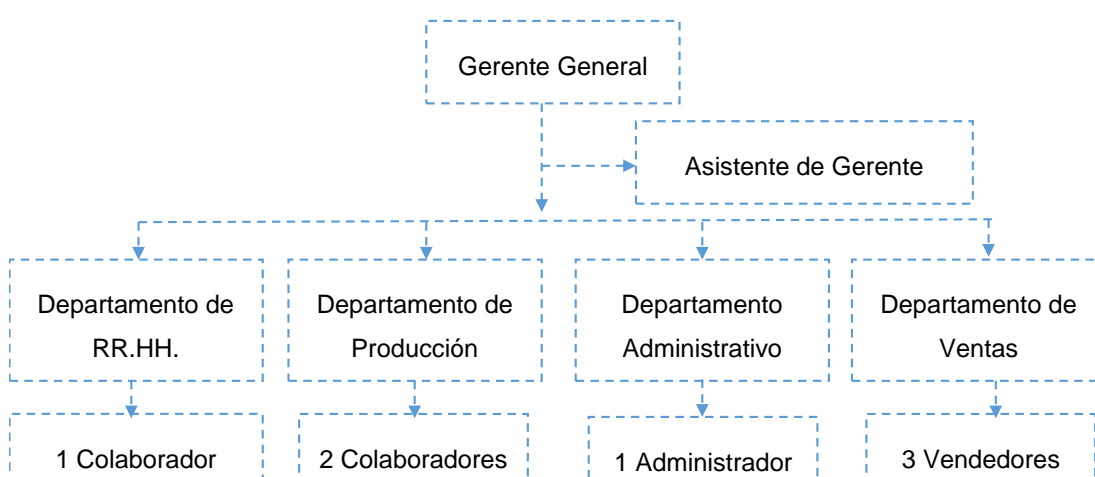 Gerente General
Asistente de Gerente
Departamento de
RR.HH.
Departamento de
Producción
Departamento
Administrativo
Departamento de
Ventas
1 Colaborador
2 Colaboradores
1 Administrador
3 Vendedores